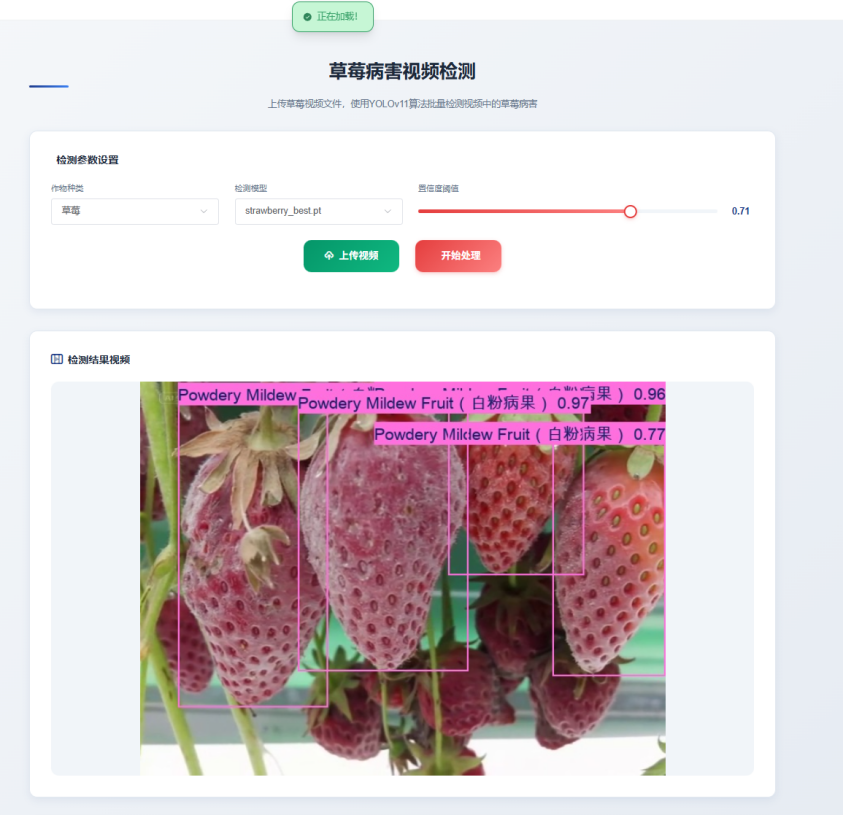 正在加载!
草莓病害视频检测
上传草莓视频文件，使用YOLOv11算法批量检测视频中的草莓病害
检测参数设置
作物种类
检测模型
置信度阈值
草莓
strawberry_best.pt
0.71
上传视频
开始处理
检测结果视频
Powdery Mildew
病果 ) 0.96
Powdery Mildew Fruit ( 白粉病果 ) 0.97
Powdery Mildew Fruit ( 白粉病果 ) 0.77